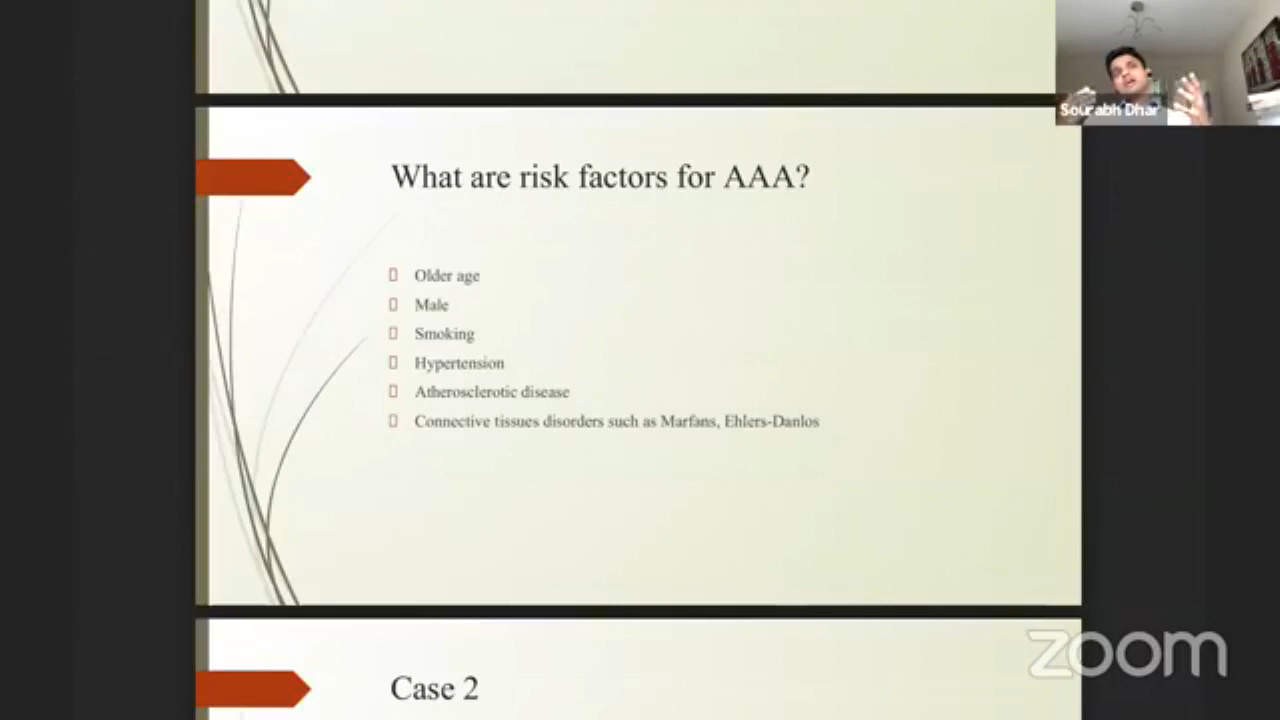 Sourabh Dhar
What are risk factors for AAA?
Older age
Male
Smoking
Hypertension
Atherosclerotic disease
Connective tissues disorders such as Marfans, Ehlers-Danlos
zoom
Case 2